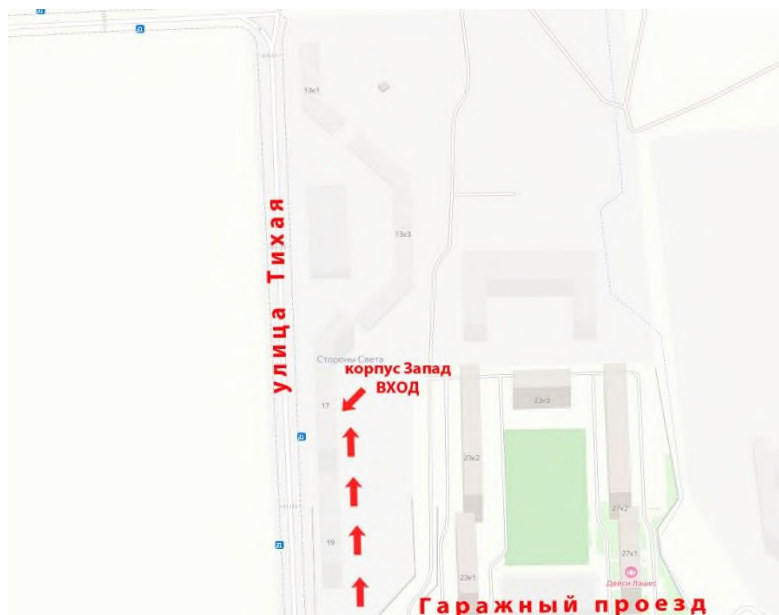 13к1
улица Тихая
13к3
Стороны Света
корпус Запад
ВХОД
17
23к3
23к2
27к2
19
23к1
27к1
Дейси Лэшес
Гаражный проезд